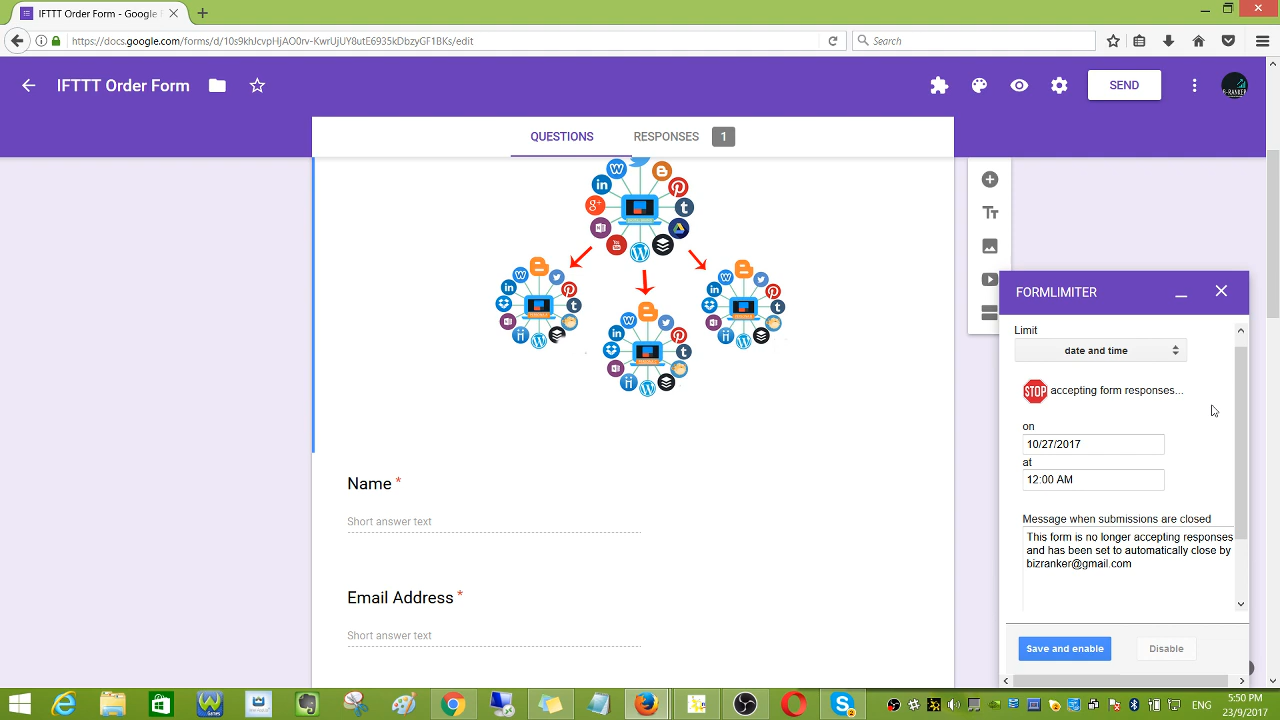 IFTTT Order Form - Google
https://docs.google.com/forms/d/10s9khJcvpHjAO0rv-KwrUjUY8utE6935kDbzyGF1BKs/edit
Search
IFTTT Order Form
SEND
QUESTIONS
RESPONSES
1
FORMLIMITER
Limit
date and time
STOP accepting form responses...
on
10/27/2017
at
12:00 AM
Message when submissions are closed
This form is no longer accepting responses
and has been set to automatically close by
bizranker@gmail.com
Save and enable
Disable
Name *
Short answer text
Email Address *
Short answer text
ENG
5:50 PM
23/9/2017